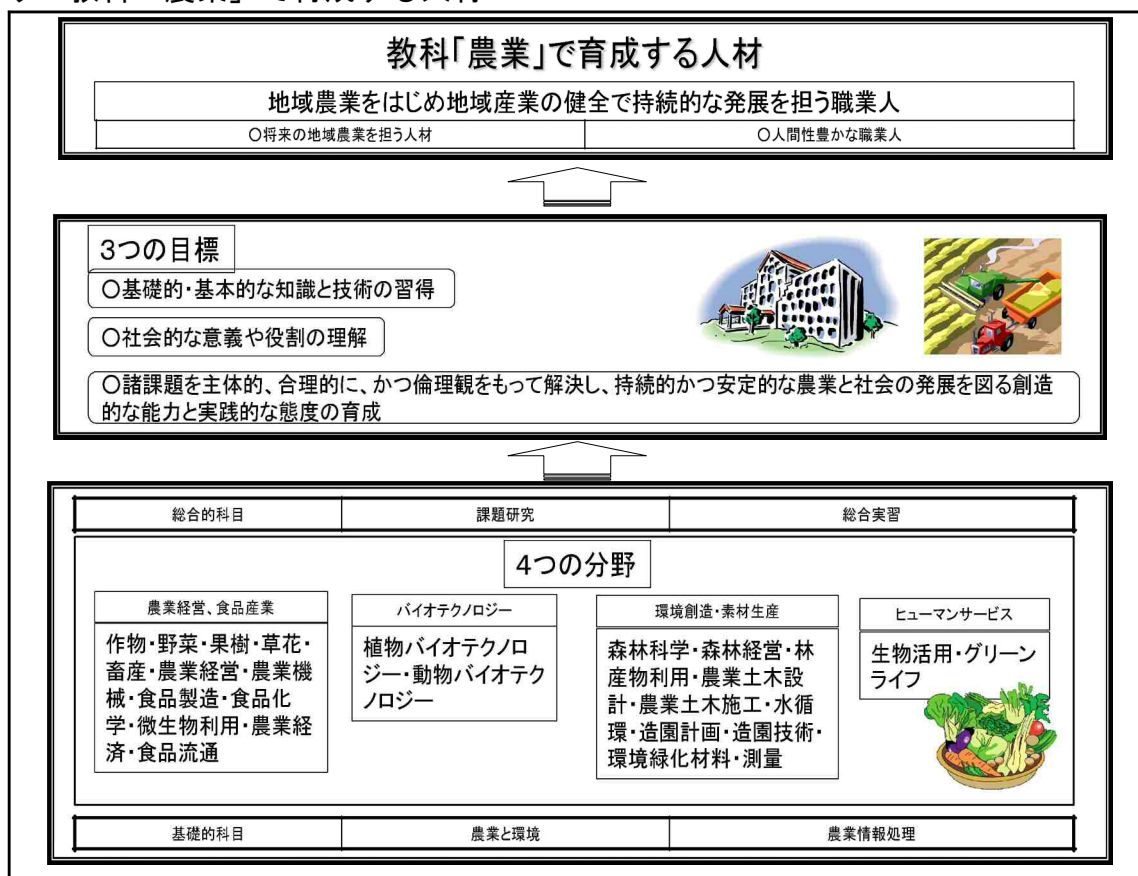 教科「農業」で育成する人材
地域農業をはじめ地域産業の健全で持続的な発展を担う職業人
○将来の地域農業を担う人材
○人間性豊かな職業人
3つの目標
○基礎的・基本的な知識と技術の習得
○社会的な意義や役割の理解
○諸課題を主体的、合理的に、かつ倫理観をもって解決し、持続的かつ安定的な農業と社会の発展を図る創造
的な能力と実践的な態度の育成
総合的科目
課題研究
総合実習
4つの分野
農業経営、食品産業
作物・野菜・果樹・草花・
畜産・農業経営・農業機
械・食品製造・食品化
学・微生物利用・農業経
済・食品流通
バイオテクノロジー
植物バイオテクノロ
ジー・動物バイオテク
ノロジー
環境創造・素材生産
森林科学・森林経営・林
産物利用・農業土木設
計・農業土木施工・水循
環・造園計画・造園技術・
環境緑化材料・測量
ヒューマンサービス
生物活用・グリーン
ライフ
基礎的科目
農業と環境
農業情報処理